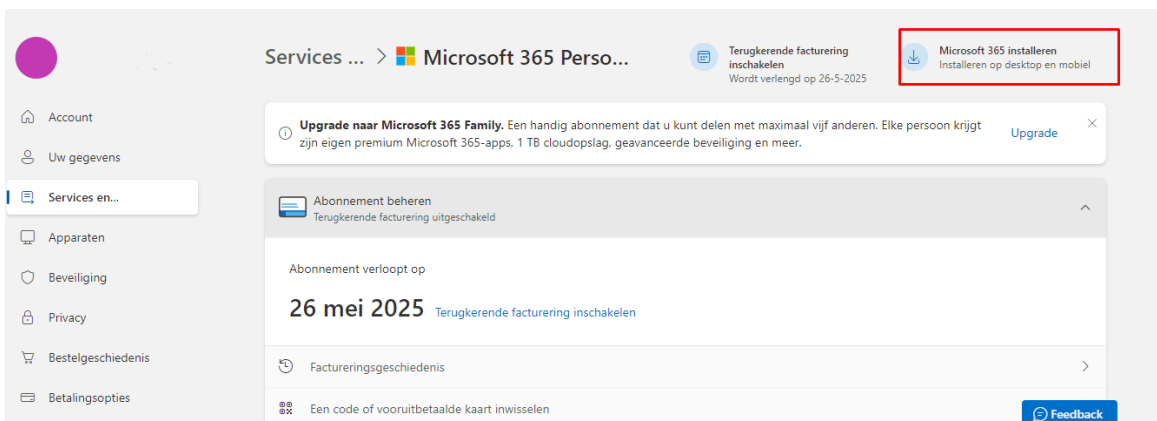 Services ... > Microsoft 365 Perso...
Terugkerende facturering
inschakelen
Wordt verlengd op 26-5-2025
Microsoft 365 installeren
Installeren op desktop en mobiel
Account
Uw gegevens
Services en...
Apparaten
Beveiliging
Privacy
Bestelgeschiedenis
Betalingsopties
Upgrade naar Microsoft 365 Family. Een handig abonnement dat u kunt delen met maximaal vijf anderen. Elke persoon krijgt
zijn eigen premium Microsoft 365-apps, 1 TB cloudopslag, geavanceerde beveiliging en meer.
Upgrade
Abonnement beheren
Terugkerende facturering uitgeschakeld
Abonnement verloopt op
26 mei 2025 Terugkerende facturering inschakelen
Factureringsgeschiedenis
Een code of vooruitbetaalde kaart inwisselen
Feedback